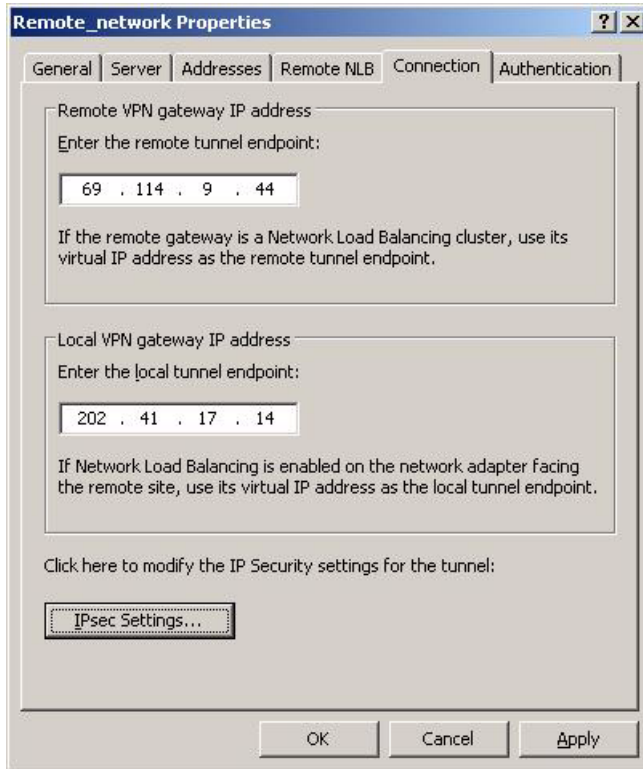 Remote_network Properties
General Server Addresses Remote NLB Connection Authentication
Remote VPN gateway IP address
Enter the remote tunnel endpoint:
69 . 114 . 9 . 44
If the remote gateway is a Network Load Balancing cluster, use its
virtual IP address as the remote tunnel endpoint.
Local VPN gateway IP address
Enter the local tunnel endpoint:
202 . 41 . 17 . 14
If Network Load Balancing is enabled on the network adapter facing
the remote site, use its virtual IP address as the local tunnel endpoint.
Click here to modify the IP Security settings for the tunnel:
IPsec Settings...
OK Cancel Apply